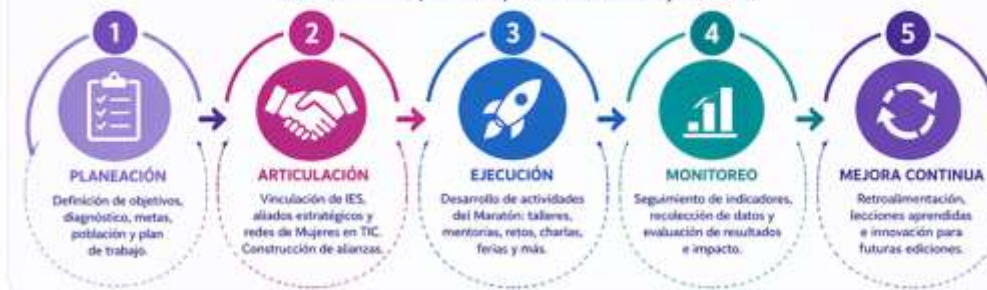 1
2
3
4
5
PLANEACIÓN
Definición de objetivos,
diagnóstico, metas,
población y plan
de trabajo.
ARTICULACIÓN
Vinculación de IES,
aliados estratégicos y
redes de Mujeres en TIC.
Construcción de alianzas.
EJECUCIÓN
Desarrollo de actividades
del Maratón: talleres,
mentorías, retos, charlas,
ferias y más.
MONITOREO
Seguimiento de indicadores,
recolección de datos y
evaluación de resultados
e impacto.
MEJORA CONTINUA
Retroalimentación,
lecciones aprendidas
e innovación para
futuras ediciones.